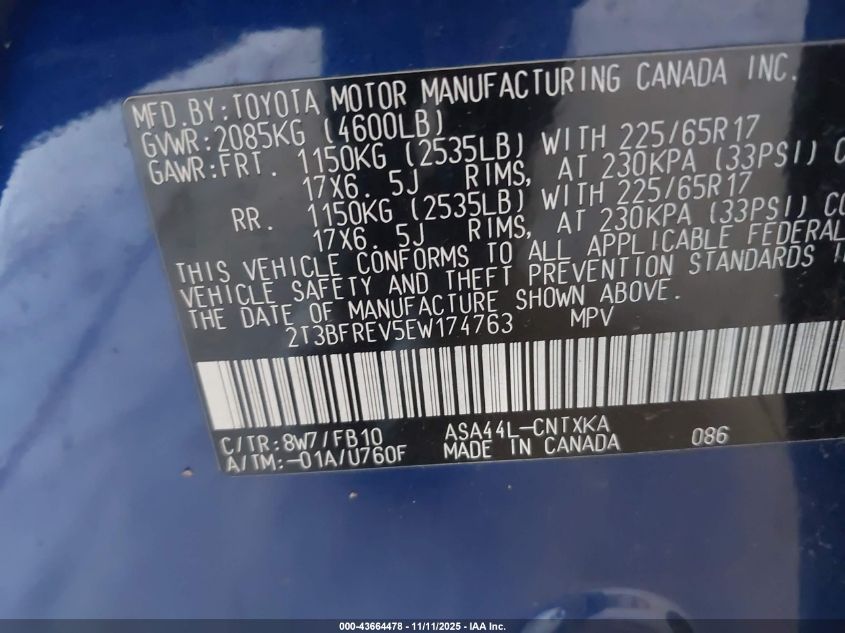 MFD. BY: TOYOTA MOTOR MANUFACTURING CANADA INC.
GVWR: 2085KG (4600LB)
GAWR: FRT. 1150KG (2535LB) WITH 225/65R17
17X6. 5J RIMS, AT 230KPA (33PSI) C
RR. 1150KG (2535LB) WITH 225/65R17
17X6. 5J RIMS, AT 230KPA (33PSI) CO
THIS VEHICLE CONFORMS TO ALL APPLICABLE FEDERAL
VEHICLE SAFETY AND THEFT PREVENTION STANDARDS I
THE DATE OF MANUFACTURE SHOWN ABOVE.
2T3BFREV5EW174763 MPV
C/TR: 8W7/FB10 ASA44L-CNTXKA 086
A/TM: -01A/U760F MADE IN CANADA
000-43664478 - 11/11/2025 - IAA Inc.